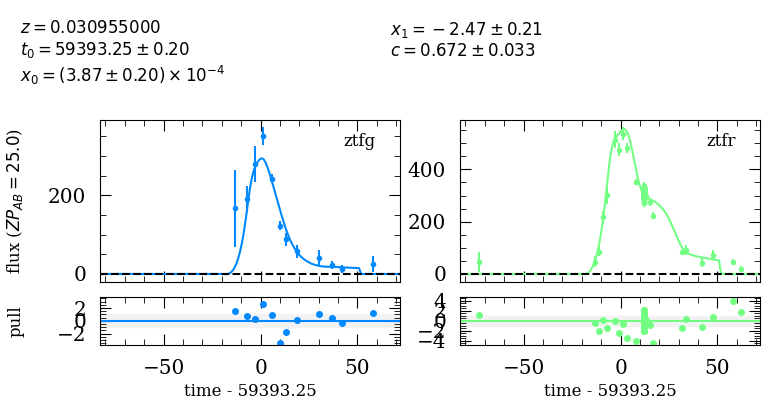 z = 0.030955000
t₀ = 59393.25 ± 0.20
x₀ = (3.87 ± 0.20) × 10⁻⁴
x₁ = −2.47 ± 0.21
c = 0.672 ± 0.033
flux (ZP_AB = 25.0)
ztfg
200
0
ztfr
400
200
0
pull
2
0
−2
4
2
0
−2
−4
−50 0 50
−50 0 50
time - 59393.25
time - 59393.25